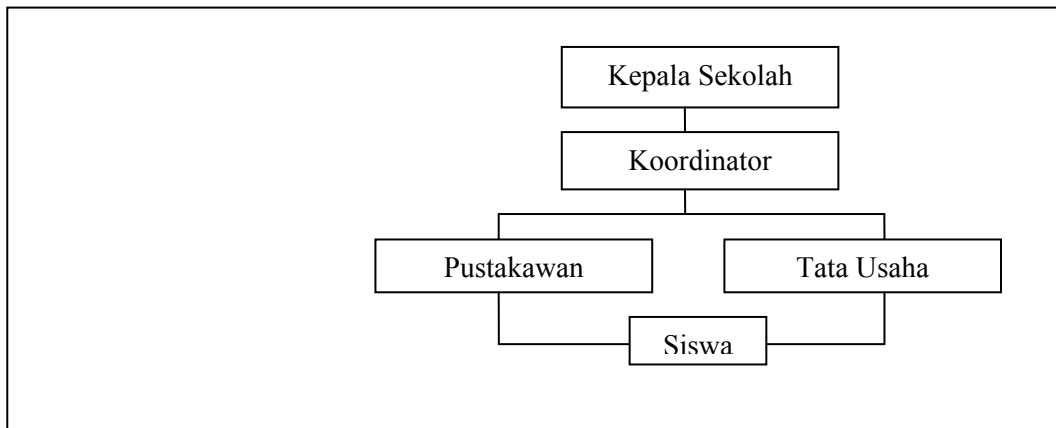 Kepala Sekolah
Koordinator
Pustakawan
Tata Usaha
Siswa